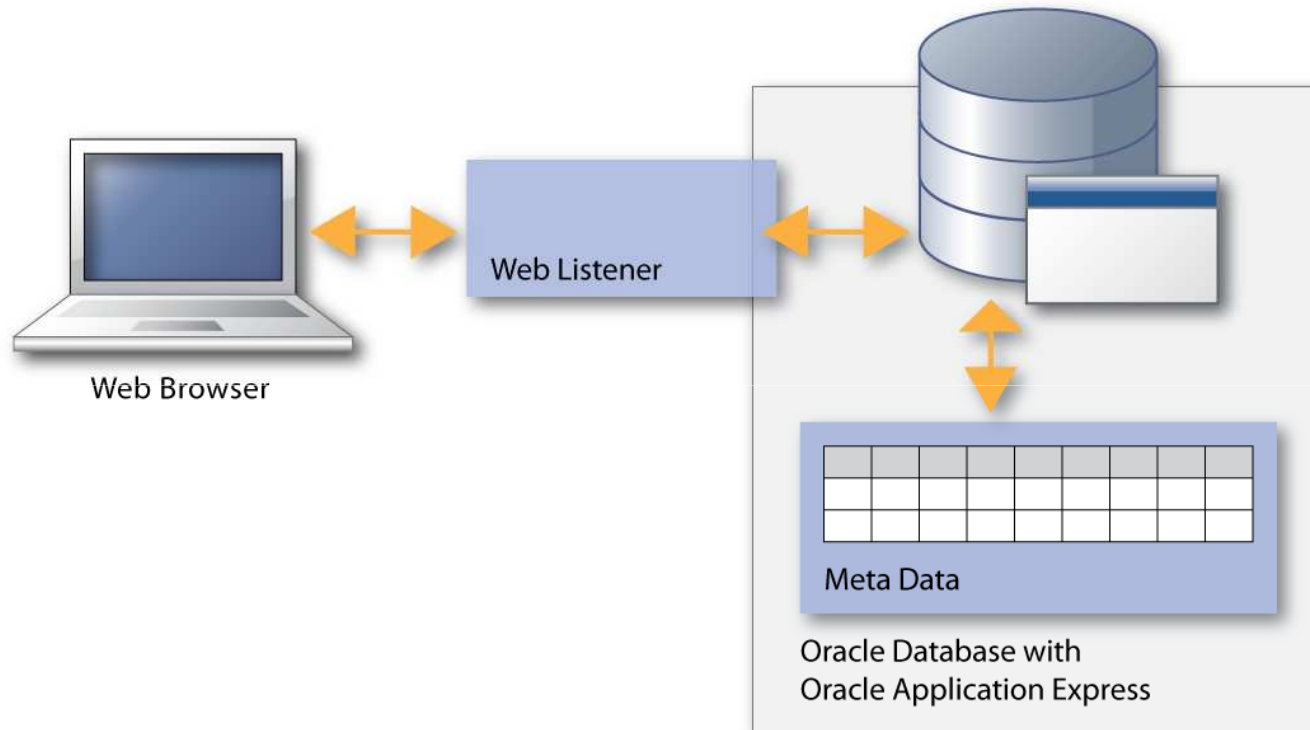 Web Listener
Web Browser
Meta Data
Oracle Database with
Oracle Application Express